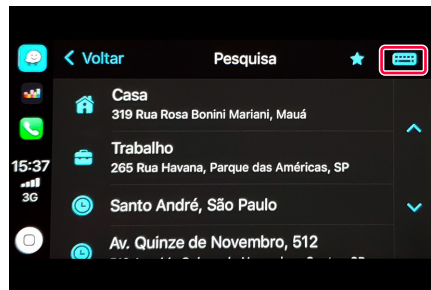 Voltar
Pesquisa
Casa
319 Rua Rosa Bonini Mariani, Mauá
Trabalho
265 Rua Havana, Parque das Américas, SP
15:37
3G
Santo André, São Paulo
Av. Quinze de Novembro, 512